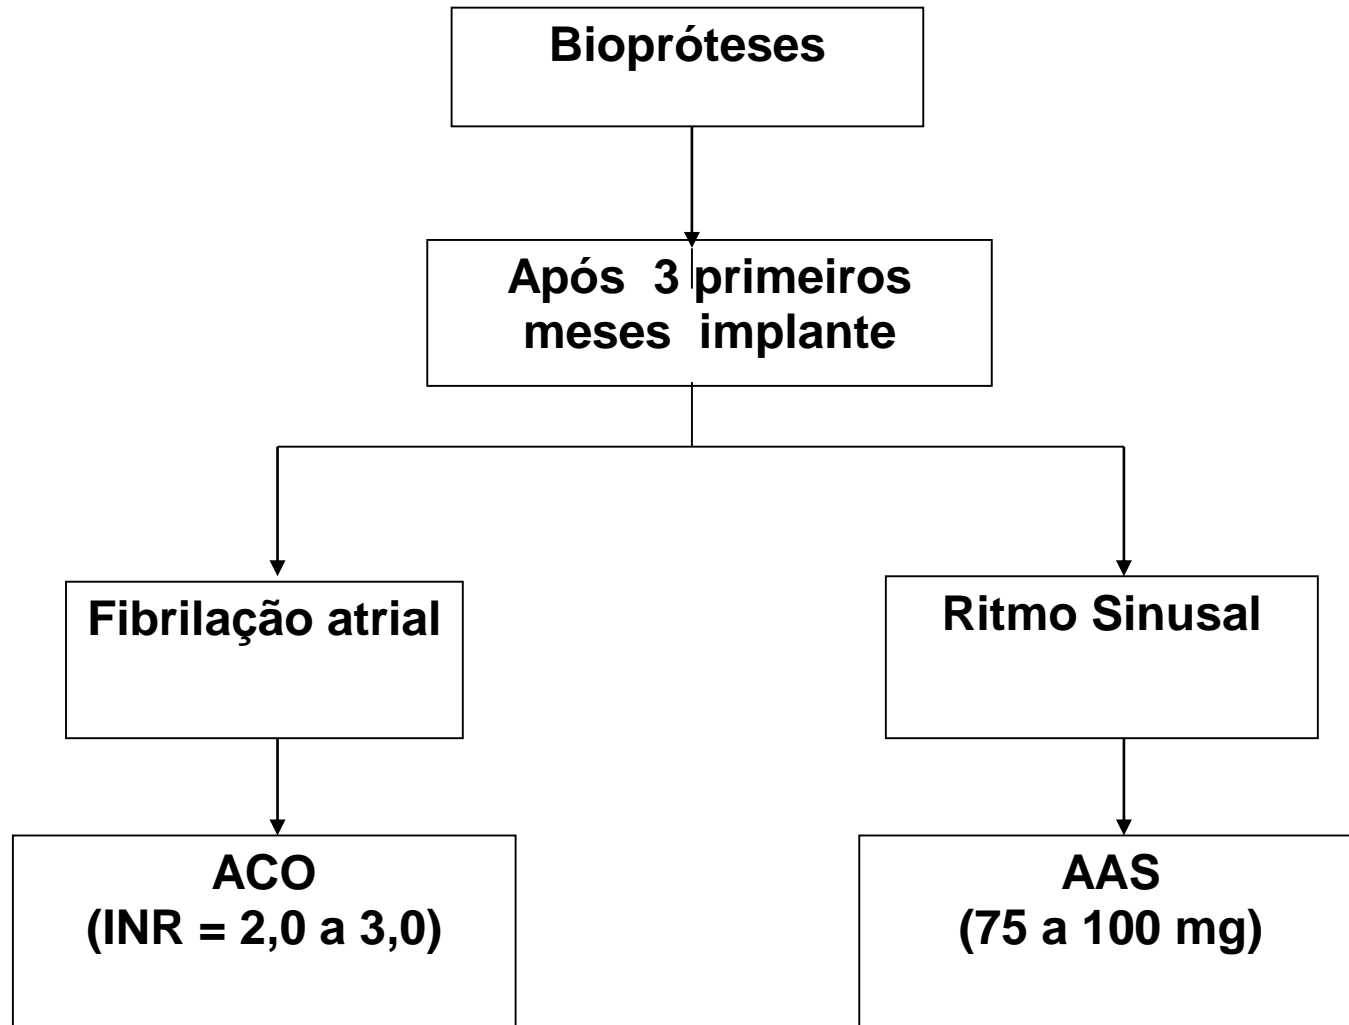 Biopróteses
Após 3 primeiros
meses implante
Fibrilação atrial
Ritmo Sinusal
ACO
(INR = 2,0 a 3,0)
AAS
(75 a 100 mg)